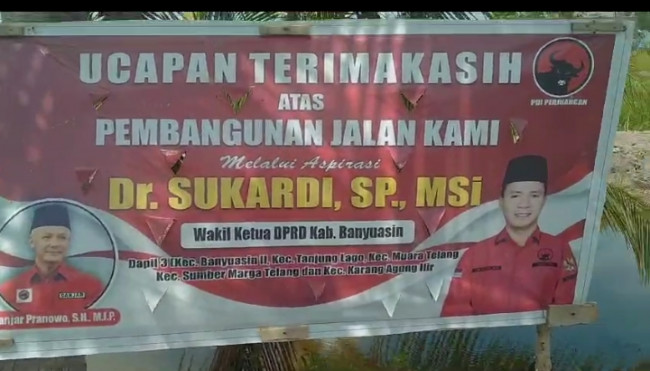 UCAPAN TERIMAKASIH
ATAS
PEMBANGUNAN JALAN KAMI
Melalui Aspirasi
Dr. SUKARDI, SP., MSi
Wakil Ketua DPRD Kab. Banyuasin
Dapil 3 (Kec. Banyuasin II, Kec. Tanjung Lago, Kec. Muara Telang
Kec. Sumber Marga Telang dan Kec. Karang Agung Ilir
PDI PERJUANGAN
GANJAR
anjar Pranowo, S.H., M.I.P.